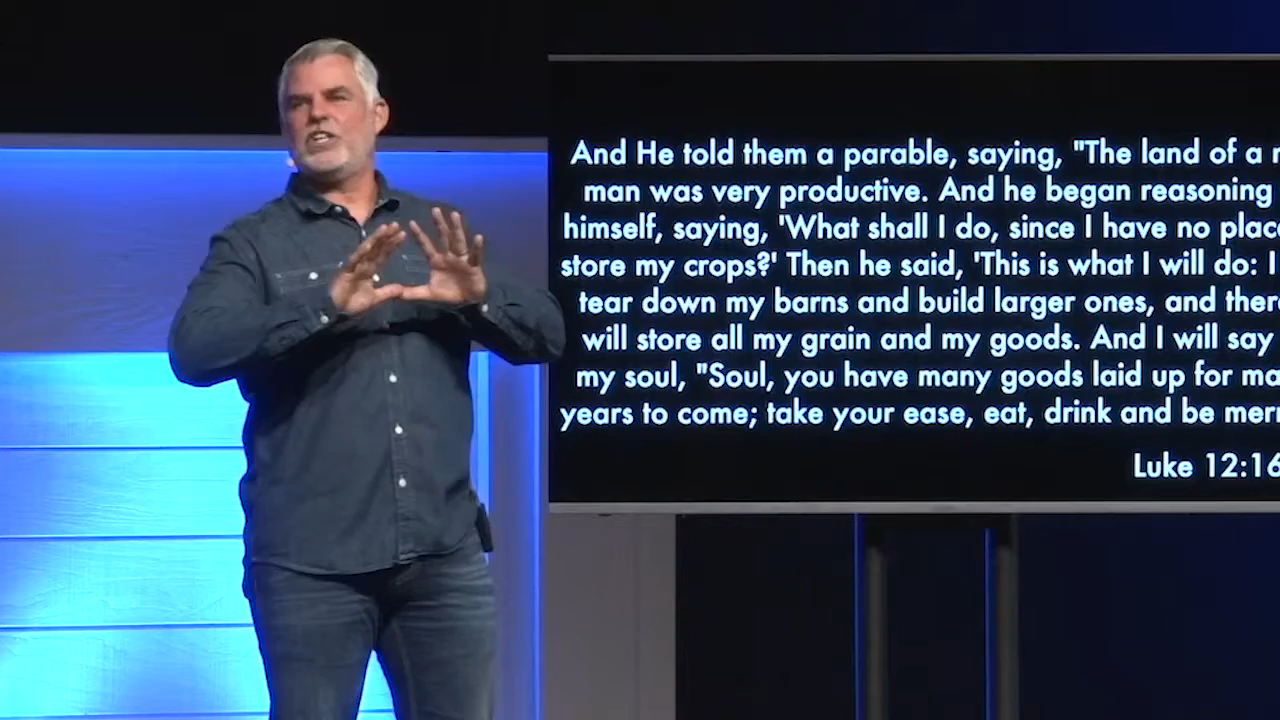 And He told them a parable, saying, "The land of a
man was very productive. And he began reasoning
himself, saying, 'What shall I do, since I have no
store my crops?' Then he said, 'This is what I will do: I
tear down my barns and build larger ones, and
will store all my grain and my goods. And I will say
my soul, "Soul, you have many goods laid up for
years to come; take your ease, eat, drink and be
Luke 12:16